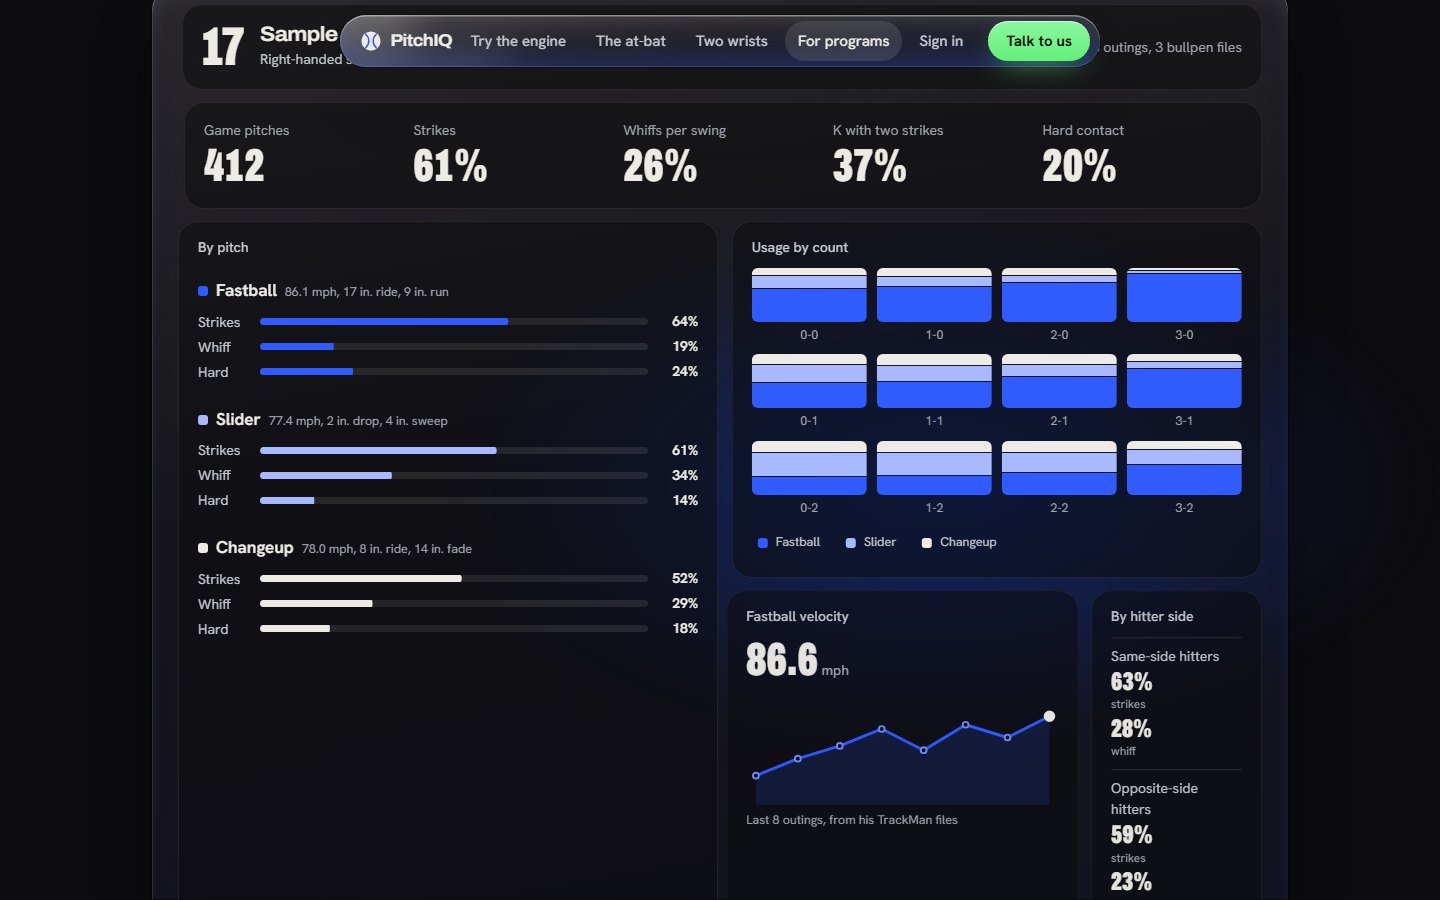 17
Sample
Right-handed s
PitchIQ
Try the engine
The at-bat
Two wrists
For programs
Sign in
Talk to us
outings, 3 bullpen files
Game pitches
412
Strikes
61%
Whiffs per swing
26%
K with two strikes
37%
Hard contact
20%
By pitch
Fastball 86.1 mph, 17 in. ride, 9 in. run
Strikes 64%
Whiff 19%
Hard 24%
Slider 77.4 mph, 2 in. drop, 4 in. sweep
Strikes 61%
Whiff 34%
Hard 14%
Changeup 78.0 mph, 8 in. ride, 14 in. fade
Strikes 52%
Whiff 29%
Hard 18%
Usage by count
0-0 1-0 2-0 3-0
0-1 1-1 2-1 3-1
0-2 1-2 2-2 3-2
Fastball Slider Changeup
Fastball velocity
86.6 mph
Last 8 outings, from his TrackMan files
By hitter side
Same-side hitters
63%
strikes
28%
whiff
Opposite-side
hitters
59%
strikes
23%